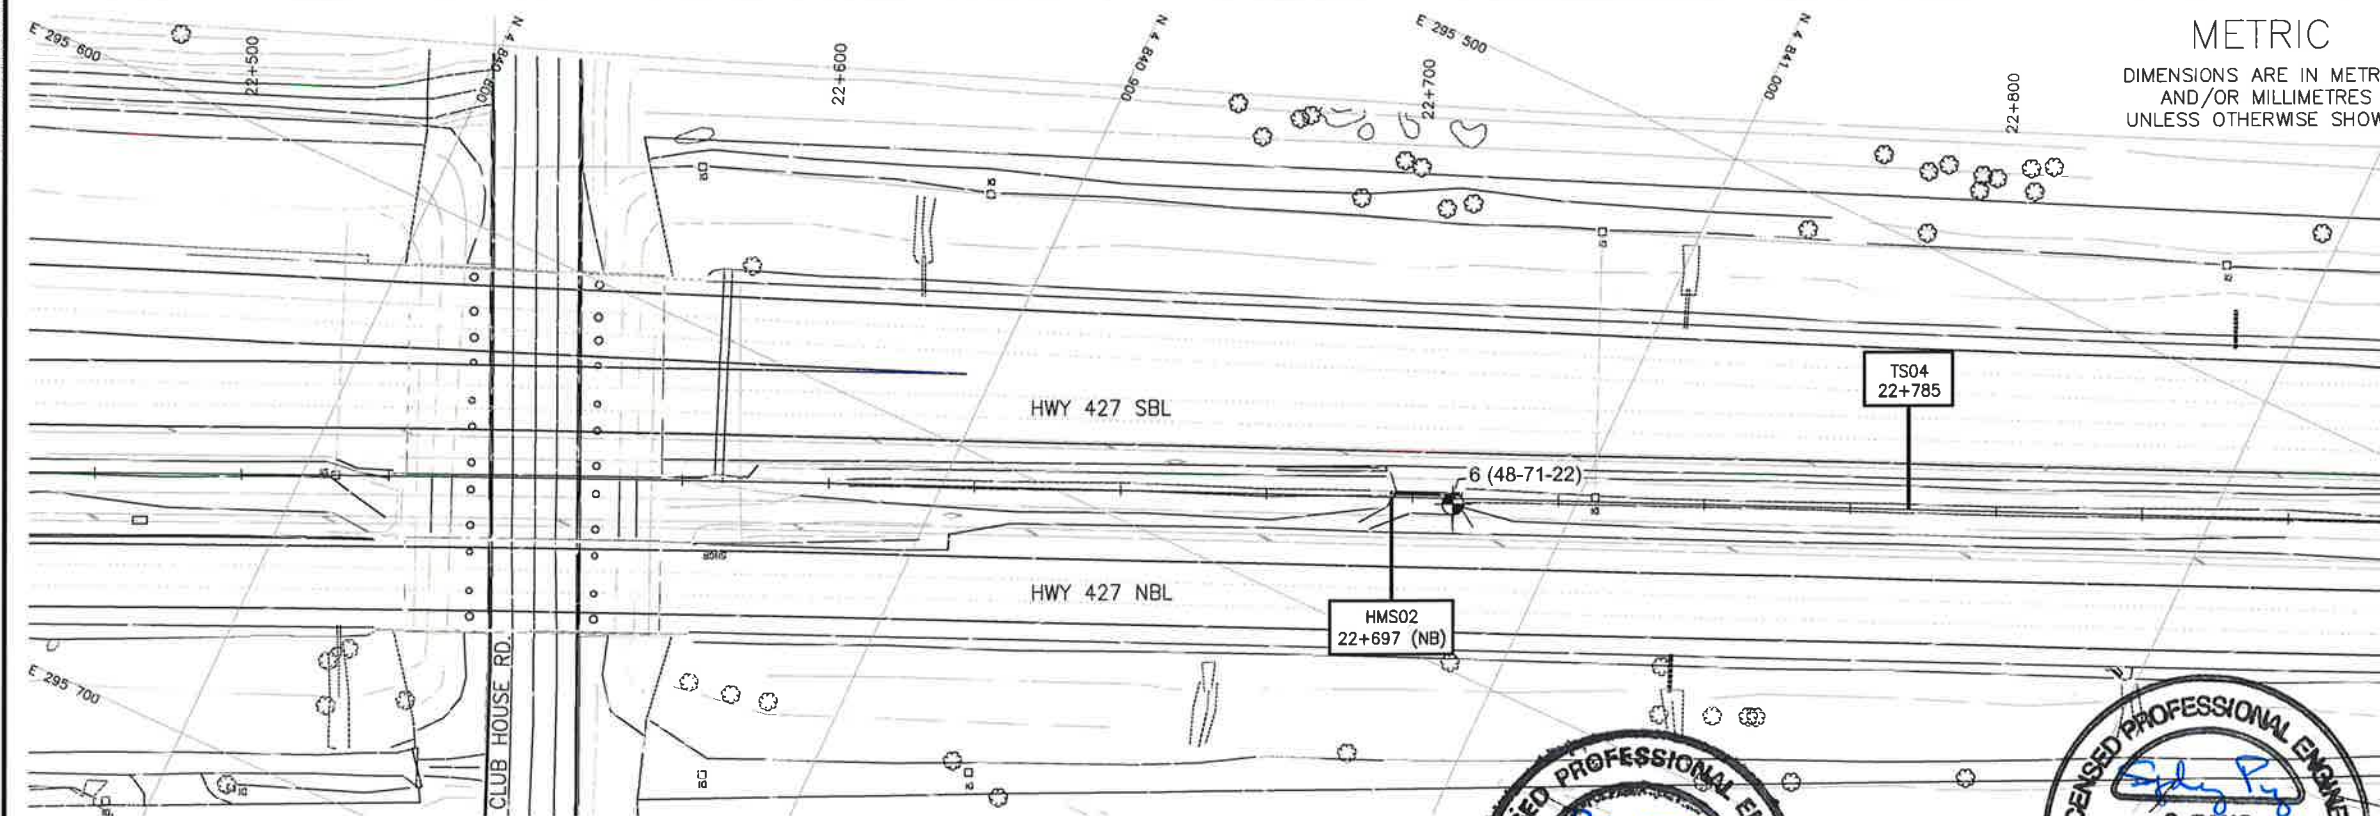 METRIC
DIMENSIONS ARE IN METR
AND/OR MILLIMETRES
UNLESS OTHERWISE SHOW
E 295 600
22+500
N 4 840 800
22+600
N 4 840 900
E 295 500
22+700
N 4 841 000
22+800
TS04
22+785
HWY 427 SBL
6 (48-71-22)
HWY 427 NBL
HMS02
22+697 (NB)
E 295 700
CLUB HOUSE RD.
SED PROFESSIONAL EN
CENSED PROFESSIONAL ENGINE